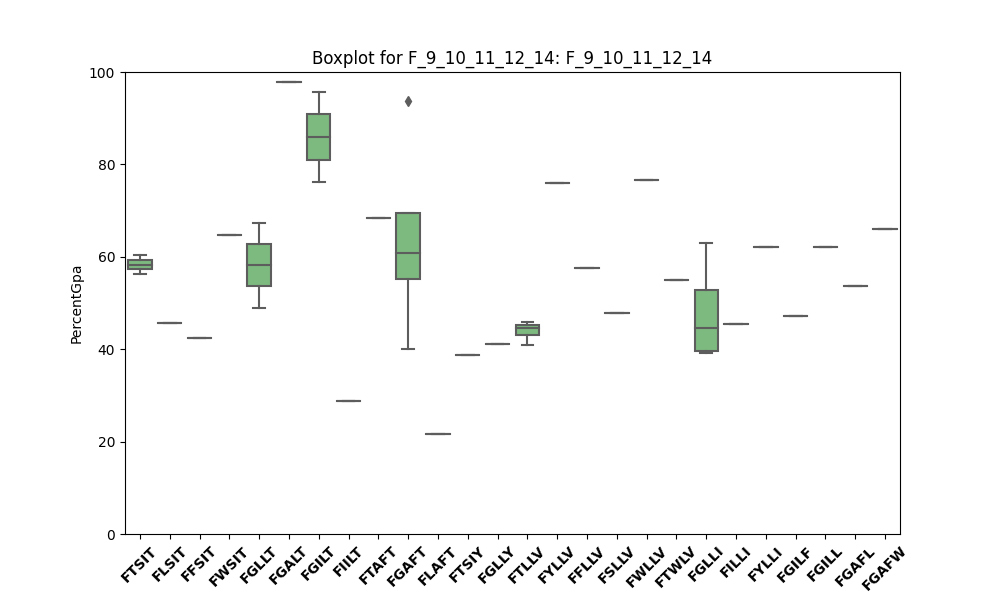 Boxplot for F_9_10_11_12_14: F_9_10_11_12_14
PercentGpa
100
80
60
40
20
0
FTSIT
FLSIT
FFSIT
FWSIT
FGLLT
FGALT
FGILT
FIILT
FTAFT
FGAFT
FLAFT
FTSIY
FGLLY
FTLLV
FYLLV
FFLLV
FSLLV
FWLLV
FTWLV
FGLLI
FILLI
FYLLI
FGILF
FGILL
FGAFL
FGAFW